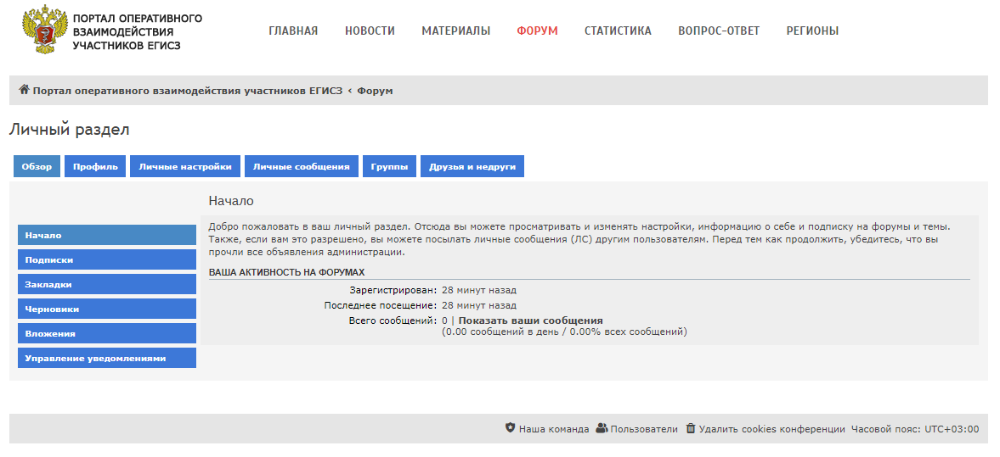 ПОРТАЛ ОПЕРАТИВНОГО
ВЗАИМОДЕЙСТВИЯ
УЧАСТНИКОВ ЕГИСЗ
ГЛАВНАЯ НОВОСТИ МАТЕРИАЛЫ ФОРУМ СТАТИСТИКА ВОПРОС-ОТВЕТ РЕГИОНЫ
Портал оперативного взаимодействия участников ЕГИСЗ ‹ Форум
Личный раздел
Обзор Профиль Личные настройки Личные сообщения Группы Друзья и недруги
Начало
Подписки
Закладки
Черновики
Вложения
Управление уведомлениями
Начало
Добро пожаловать в ваш личный раздел. Отсюда вы можете просматривать и изменять настройки, информацию о себе и подписку на форумы и темы.
Также, если вам это разрешено, вы можете посылать личные сообщения (ЛС) другим пользователям. Перед тем как продолжить, убедитесь, что вы
прочли все объявления администрации.
ВАША АКТИВНОСТЬ НА ФОРУМАХ
Зарегистрирован: 28 минут назад
Последнее посещение: 28 минут назад
Всего сообщений: 0 | Показать ваши сообщения
(0.00 сообщений в день / 0.00% всех сообщений)
Наша команда Пользователи Удалить cookies конференции Часовой пояс: UTC+03:00